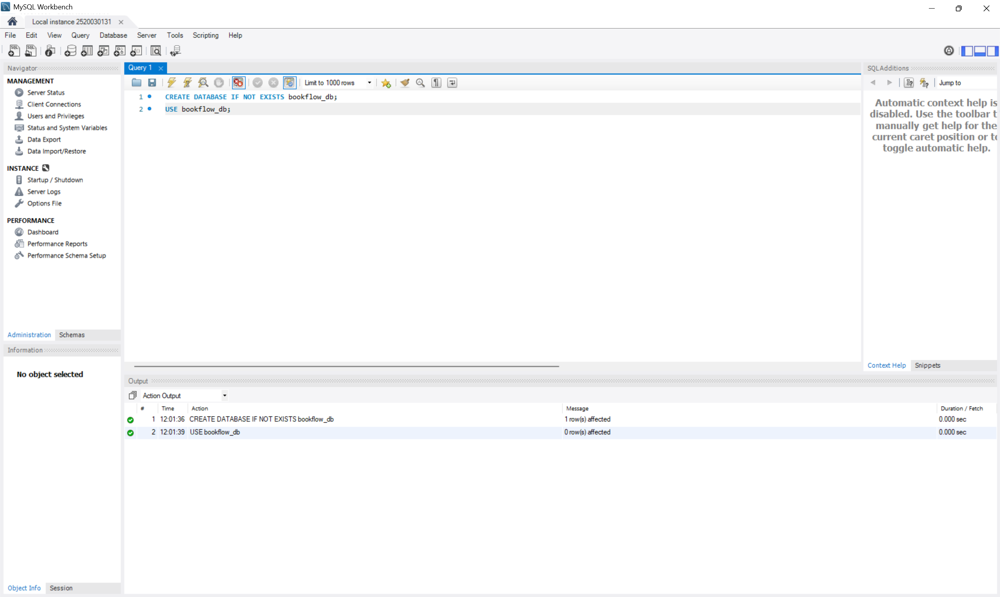 MySQL Workbench
Local instance 2520030131
File Edit View Query Database Server Tools Scripting Help
Navigator
MANAGEMENT
Server Status
Client Connections
Users and Privileges
Status and System Variables
Data Export
Data Import/Restore
INSTANCE
Startup / Shutdown
Server Logs
Options File
PERFORMANCE
Dashboard
Performance Reports
Performance Schema Setup
Administration Schemas
Information
No object selected
Object Info Session
Query 1
Limit to 1000 rows
1 CREATE DATABASE IF NOT EXISTS bookflow_db;
2 USE bookflow_db;
SQLAdditions
Jump to
Automatic context help is
disabled. Use the toolbar t
manually get help for the
current caret position or to
toggle automatic help.
Context Help Snippets
Output
Action Output
# Time Action Message Duration / Fetch
1 12:01:36 CREATE DATABASE IF NOT EXISTS bookflow_db 1 row(s) affected 0.000 sec
2 12:01:39 USE bookflow_db 0 row(s) affected 0.000 sec